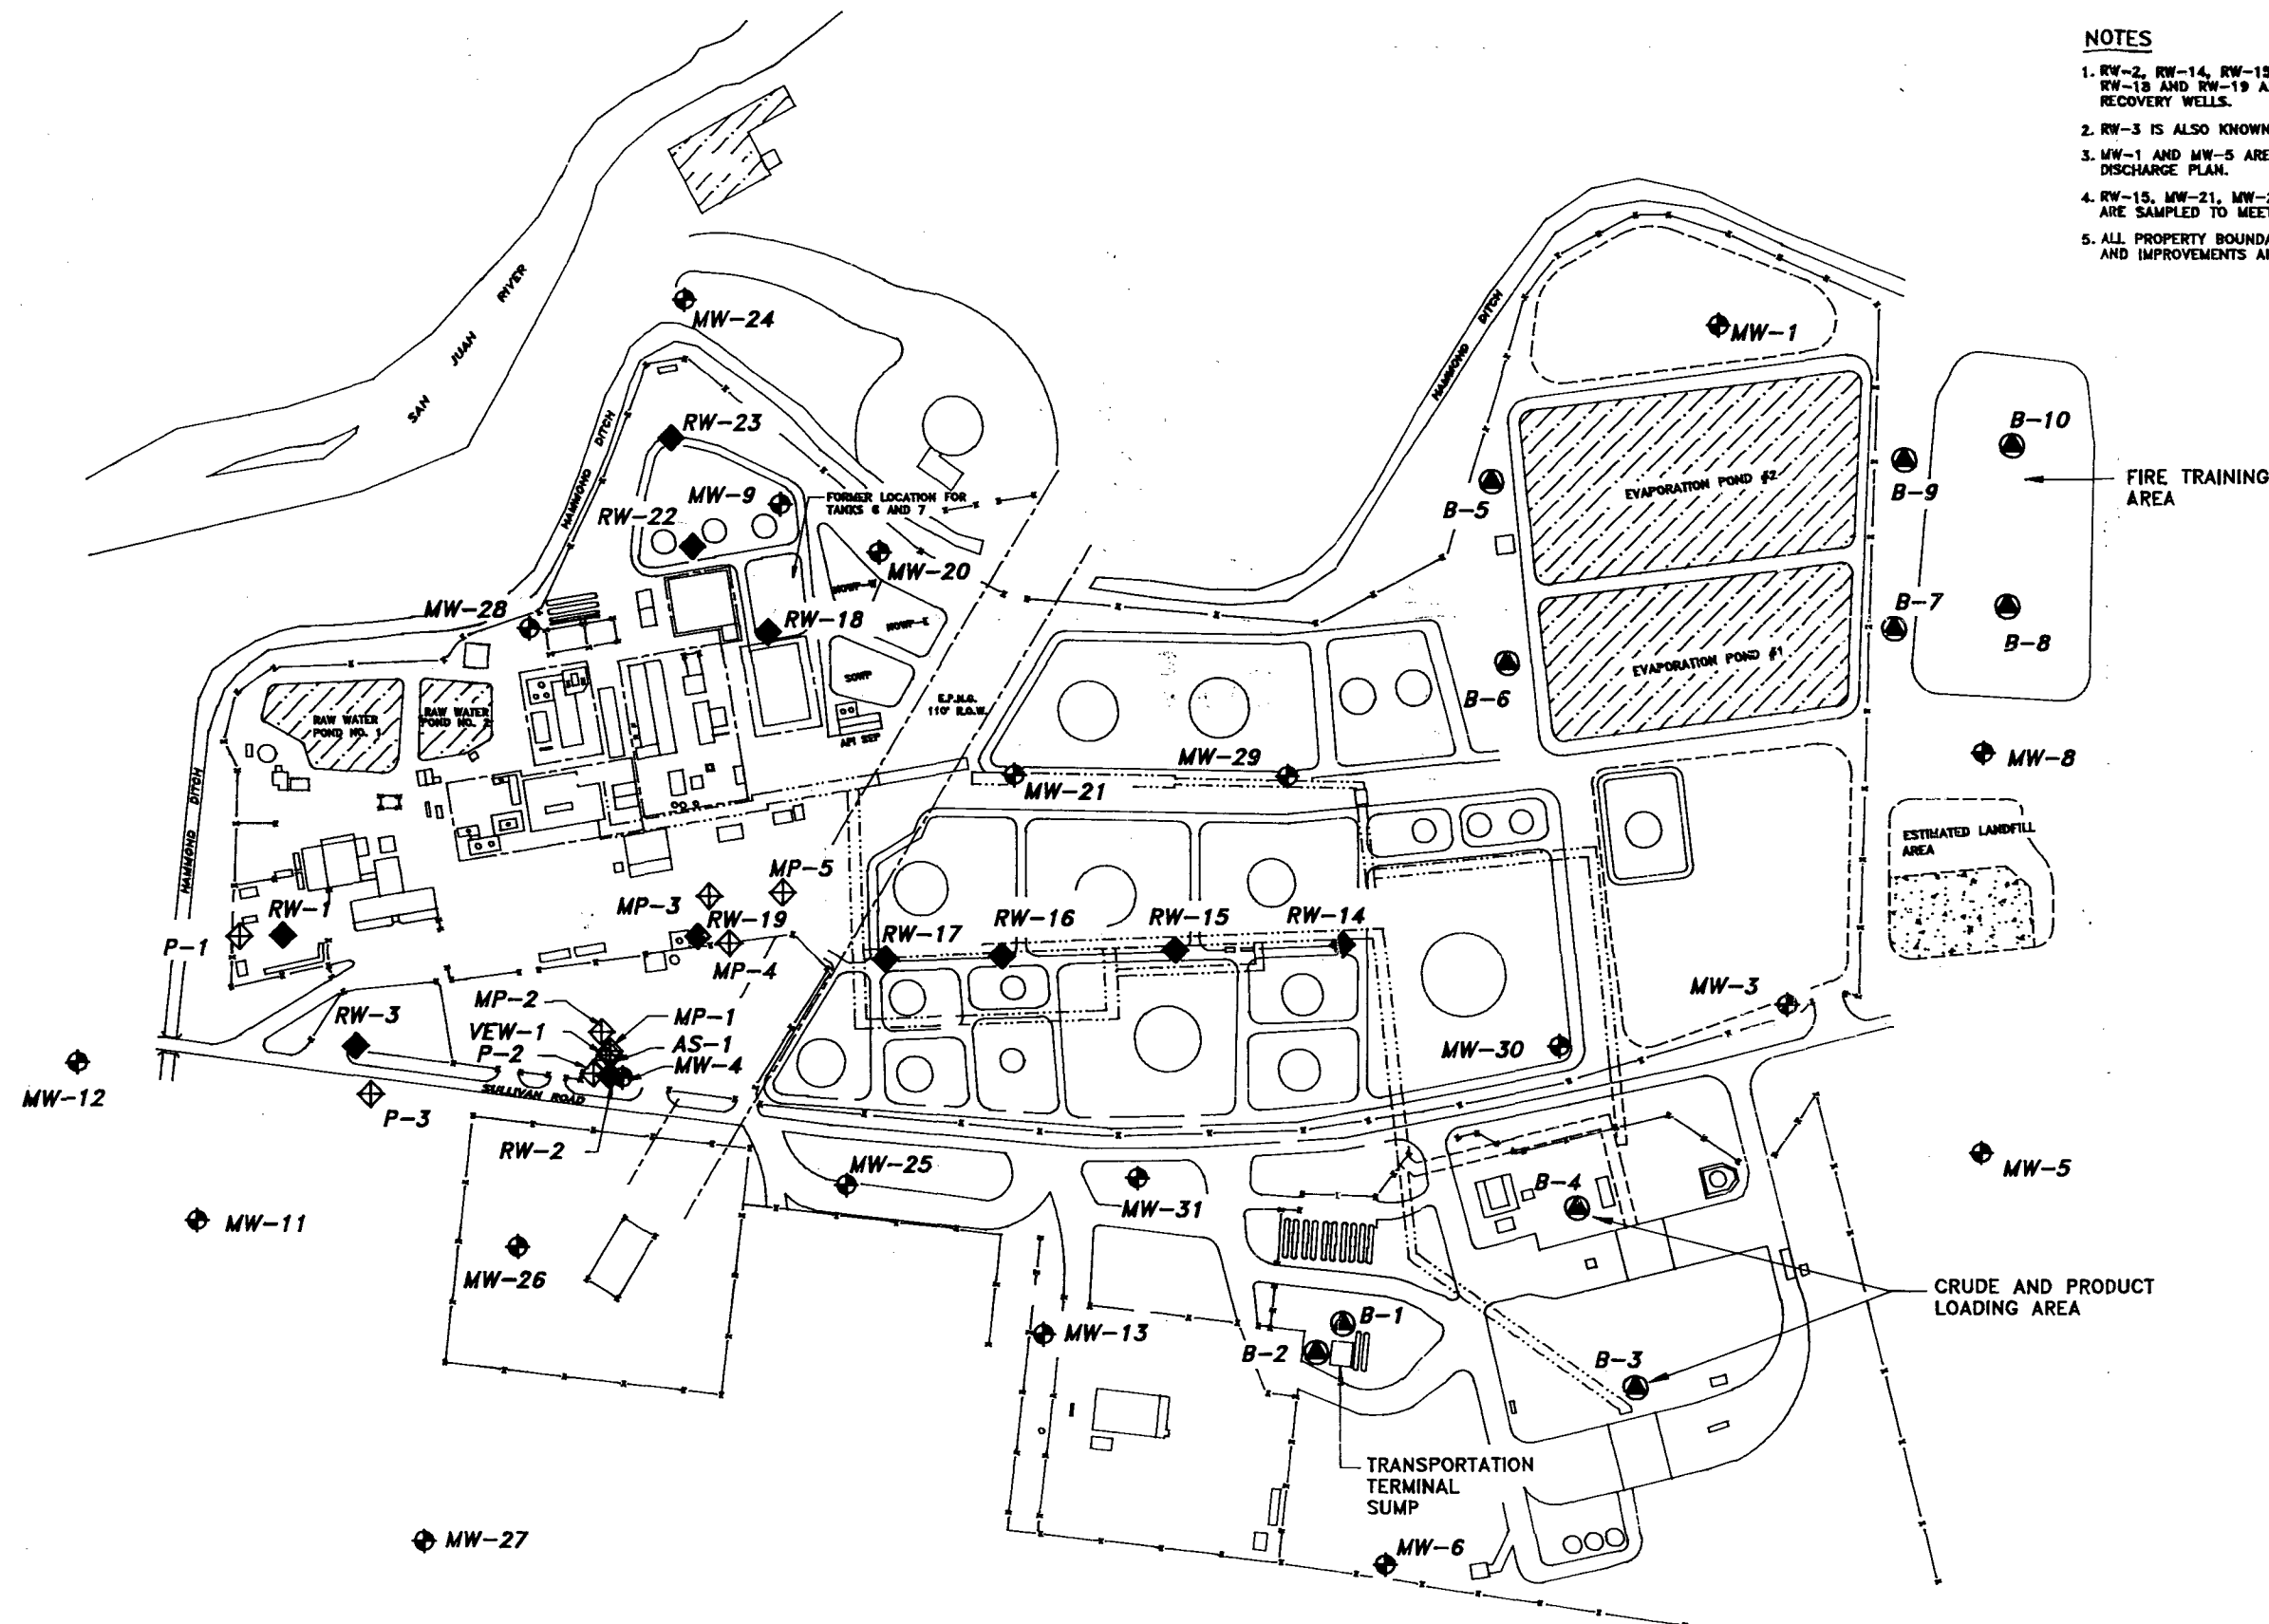 NOTES
1. RW-2, RW-14, RW-15
RW-18 AND RW-19 A
RECOVERY WELLS.
2. RW-3 IS ALSO KNOWN
3. MW-1 AND MW-5 ARE
DISCHARGE PLAN.
4. RW-15, MW-21, MW-2
ARE SAMPLED TO MEET
5. ALL PROPERTY BOUNDA
AND IMPROVEMENTS A
SAN JUAN RIVER
MW-24
HAMMOND DITCH
MW-1
HAMMOND DITCH
RW-23
B-10
FIRE TRAINING
AREA
EVAPORATION POND #2
B-9
MW-9
FORMER LOCATION FOR
TANKS 6 AND 7
RW-22
B-5
MW-20
NOWP-W
MW-28
RW-18
NOWP-E
B-7
B-8
EVAPORATION POND #1
SOWP
B-6
E.P.N.G.
110' R.O.W.
RAW WATER
POND NO. 1
RAW WATER
POND NO. 2
API SEP
MW-29
MW-8
MW-21
HAMMOND DITCH
ESTIMATED LANDFILL
AREA
MP-5
MP-3
RW-1
RW-19
RW-16
RW-15
RW-14
P-1
RW-17
MP-4
MW-3
MP-2
RW-3
MP-1
VEW-1
AS-1
P-2
MW-4
MW-30
MW-12
SULLIVAN ROAD
P-3
RW-2
MW-25
MW-5
B-4
MW-31
MW-11
MW-26
CRUDE AND PRODUCT
LOADING AREA
B-1
MW-13
B-2
B-3
TRANSPORTATION
TERMINAL
SUMP
MW-27
MW-6